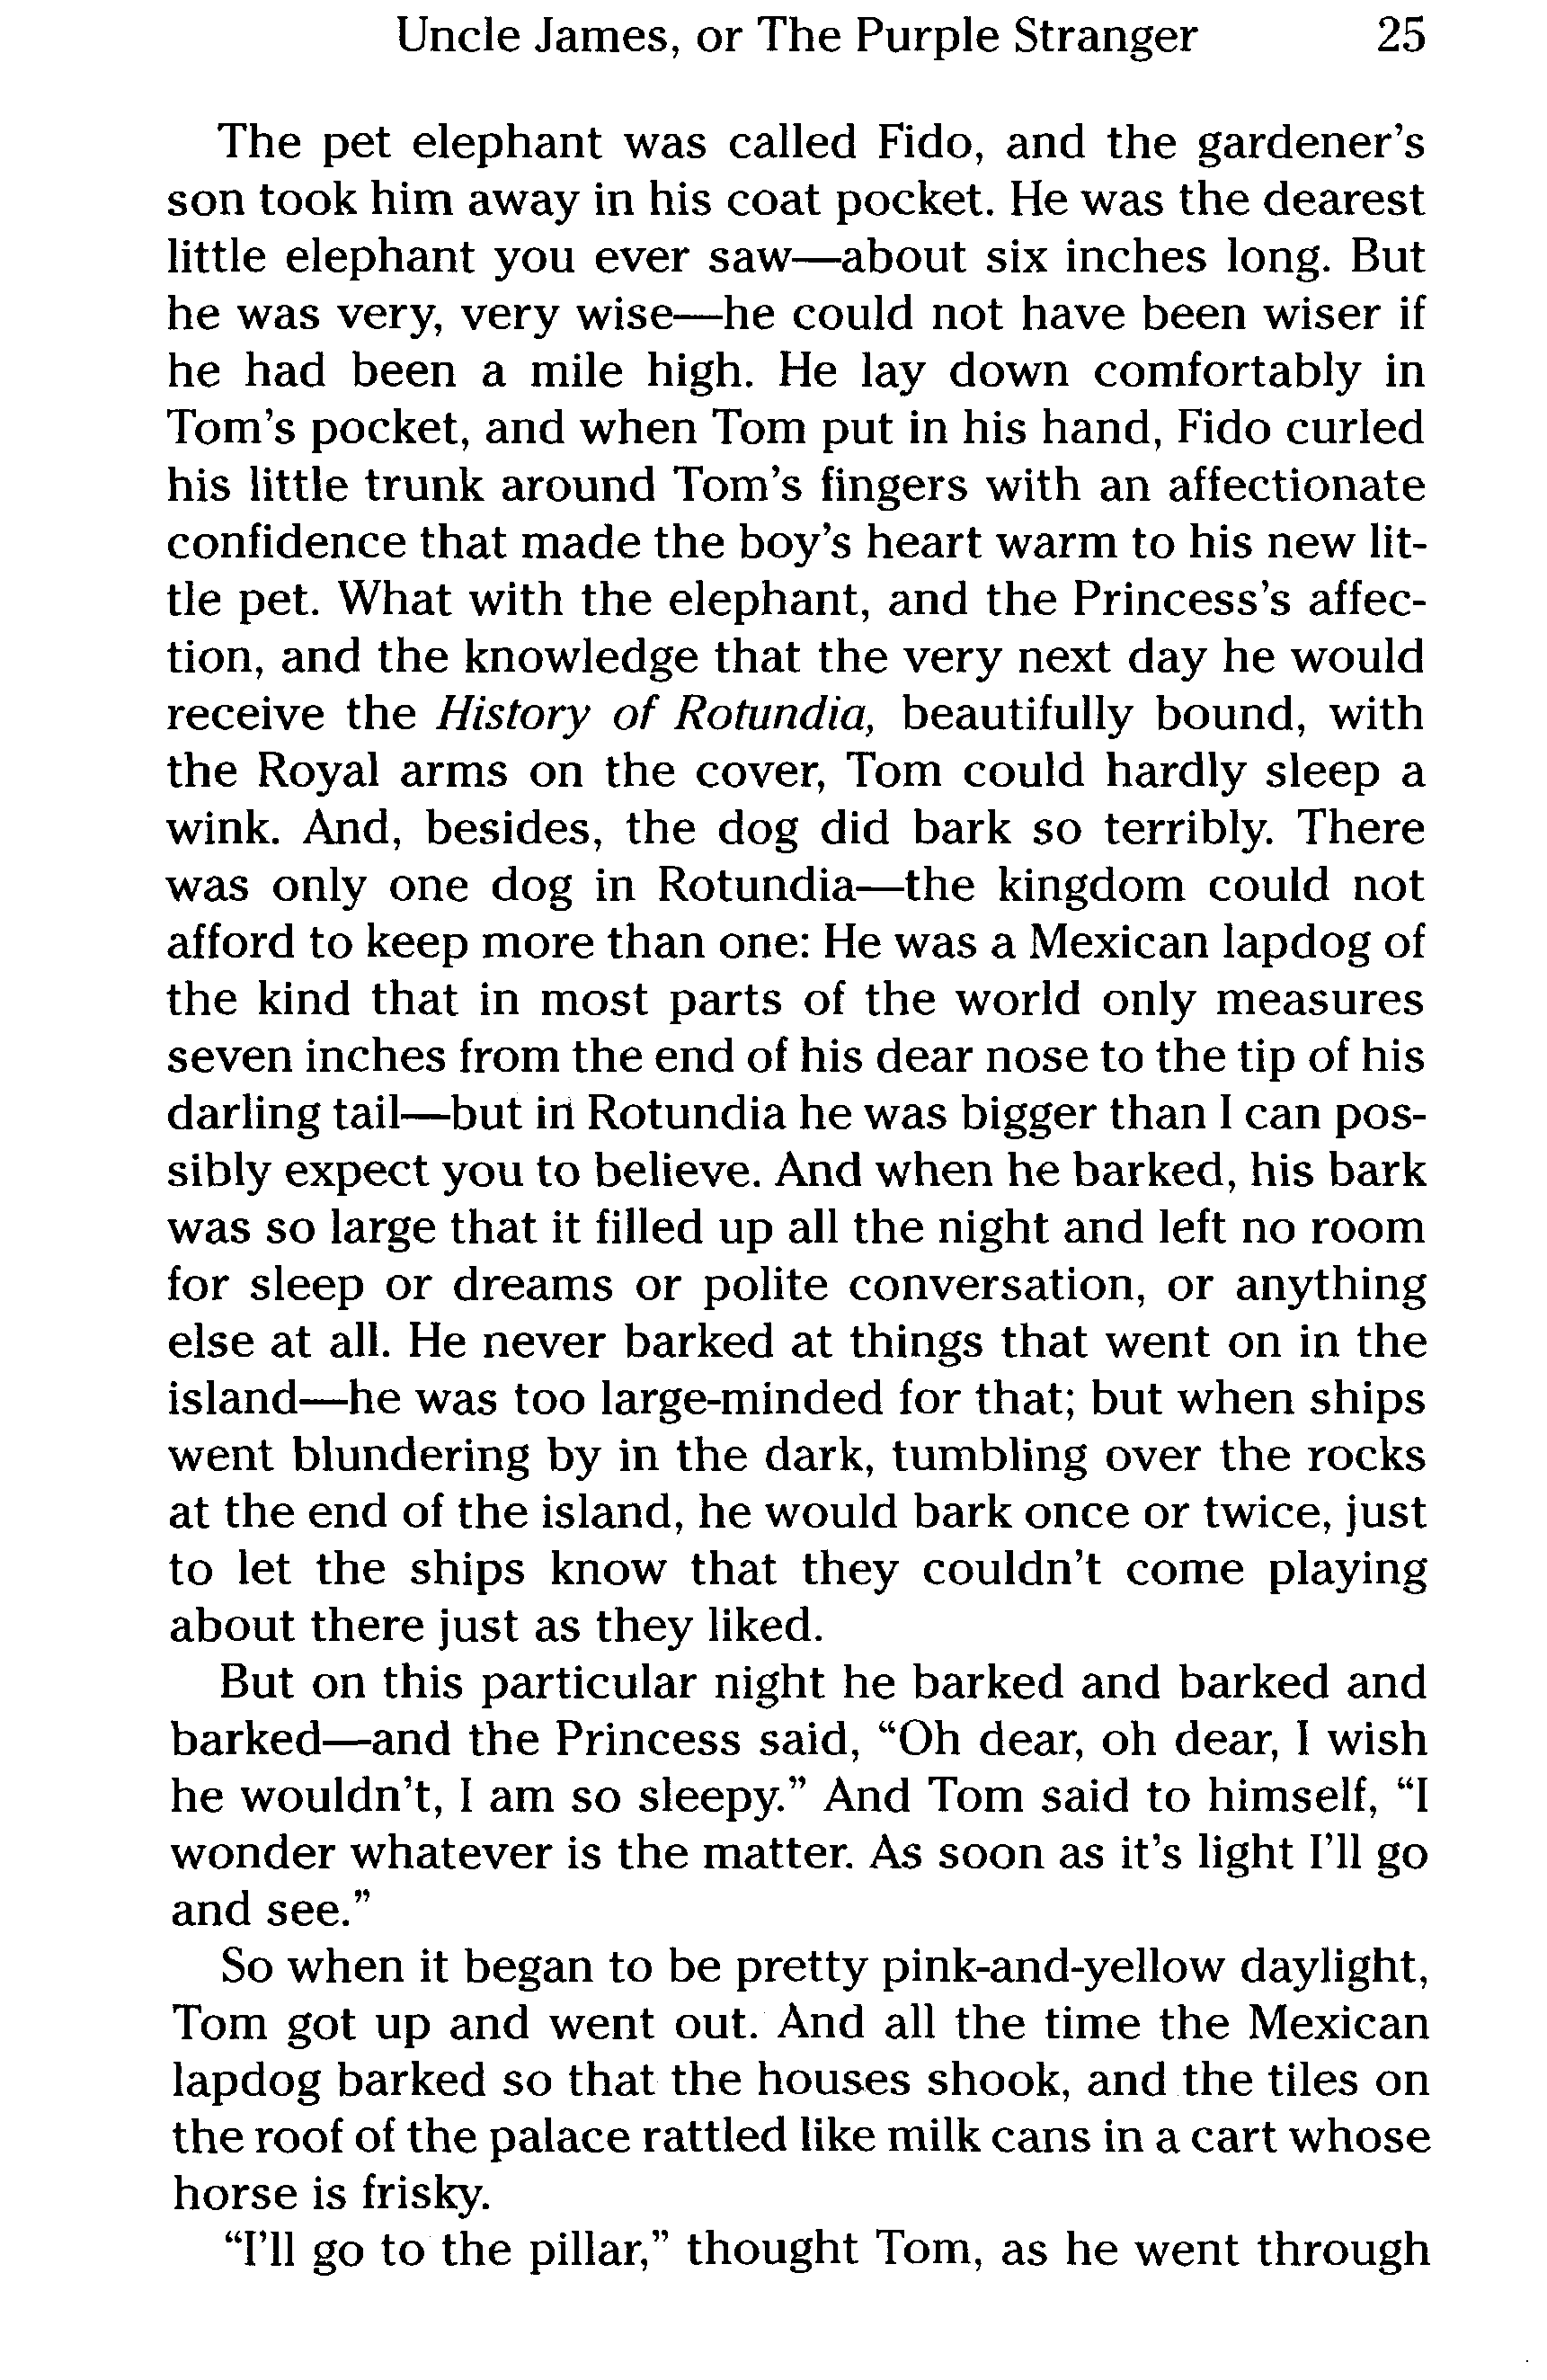 Uncle James, or The Purple Stranger 25
The pet elephant was called Fido, and the gardener's
son took him away in his coat pocket. He was the dearest
little elephant you ever saw—about six inches long. But
he was very, very wise—he could not have been wiser if
he had been a mile high. He lay down comfortably in
Tom's pocket, and when Tom put in his hand, Fido curled
his little trunk around Tom's fingers with an affectionate
confidence that made the boy's heart warm to his new lit-
tle pet. What with the elephant, and the Princess's affec-
tion, and the knowledge that the very next day he would
receive the History of Rotundia, beautifully bound, with
the Royal arms on the cover, Tom could hardly sleep a
wink. And, besides, the dog did bark so terribly. There
was only one dog in Rotundia—the kingdom could not
afford to keep more than one: He was a Mexican lapdog of
the kind that in most parts of the world only measures
seven inches from the end of his dear nose to the tip of his
darling tail—but in Rotundia he was bigger than I can pos-
sibly expect you to believe. And when he barked, his bark
was so large that it filled up all the night and left no room
for sleep or dreams or polite conversation, or anything
else at all. He never barked at things that went on in the
island—he was too large-minded for that; but when ships
went blundering by in the dark, tumbling over the rocks
at the end of the island, he would bark once or twice, just
to let the ships know that they couldn't come playing
about there just as they liked.
But on this particular night he barked and barked and
barked—and the Princess said, “Oh dear, oh dear, I wish
he wouldn't, I am so sleepy.” And Tom said to himself, “I
wonder whatever is the matter. As soon as it's light I'll go
and see.”
So when it began to be pretty pink-and-yellow daylight,
Tom got up and went out. And all the time the Mexican
lapdog barked so that the houses shook, and the tiles on
the roof of the palace rattled like milk cans in a cart whose
horse is frisky.
“I'll go to the pillar,” thought Tom, as he went through